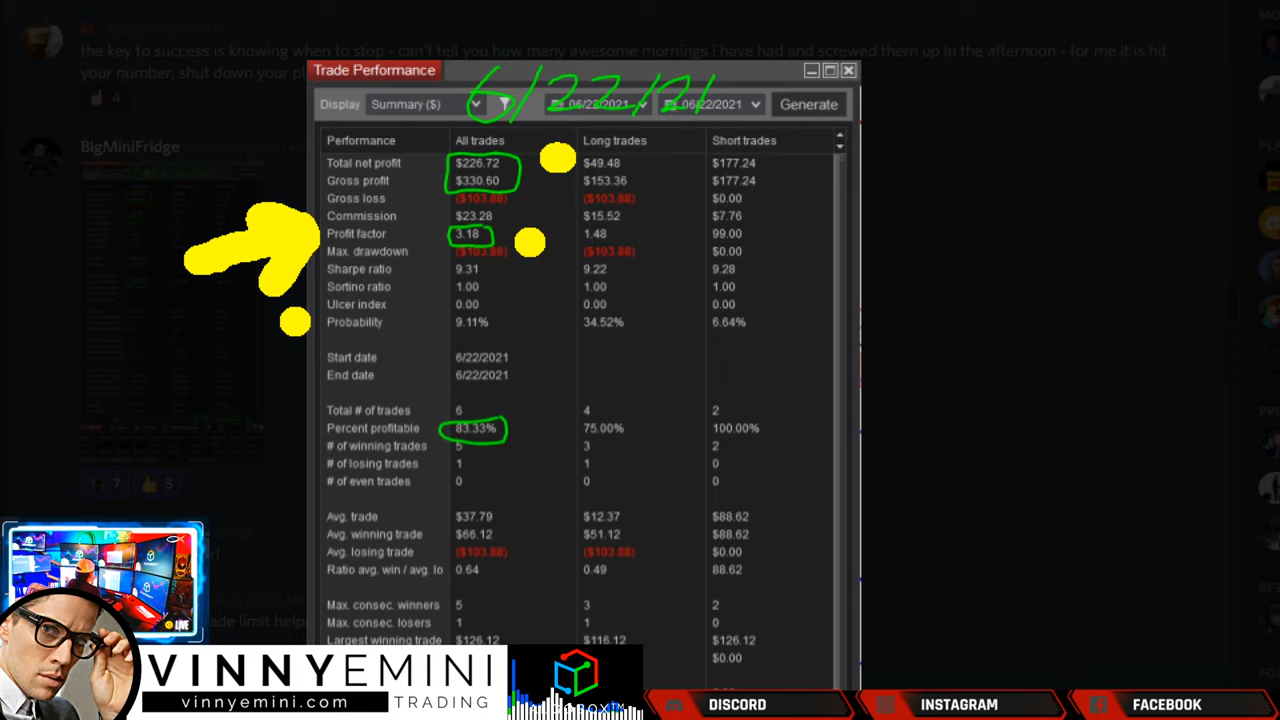 kc
the key to success is knowing when to stop - can't tell you how many awesome mornings i have had and screwed them up in the afternoon - for me it is hit
your number, shut down your pl
4
BigMiniFridge
7 5
ade limit helps
Trade Performance
6/22/21
Display Summary ($) 06/22/2021 06/22/2021 Generate
Performance All trades Long trades Short trades
Total net profit $226.72 $49.48 $177.24
Gross profit $330.60 $153.36 $177.24
Gross loss ($103.88) ($103.88) $0.00
Commission $23.28 $15.52 $7.76
Profit factor 3.18 1.48 99.00
Max. drawdown ($103.88) ($103.88) $0.00
Sharpe ratio 9.31 9.22 9.28
Sortino ratio 1.00 1.00 1.00
Ulcer index 0.00 0.00 0.00
Probability 9.11% 34.52% 6.64%
Start date 6/22/2021
End date 6/22/2021
Total # of trades 6 4 2
Percent profitable 83.33% 75.00% 100.00%
# of winning trades 5 3 2
# of losing trades 1 1 0
# of even trades 0 0 0
Avg. trade $37.79 $12.37 $88.62
Avg. winning trade $66.12 $51.12 $88.62
Avg. losing trade ($103.88) ($103.88) $0.00
Ratio avg. win / avg. lo 0.64 0.49 88.62
Max. consec. winners 5 3 2
Max. consec. losers 1 1 0
Largest winning trade $126.12 $116.12 $126.12
$0.00
LIVE
VINNYEMINI
vinnyemini.com TRADING
DISCORD INSTAGRAM FACEBOOK